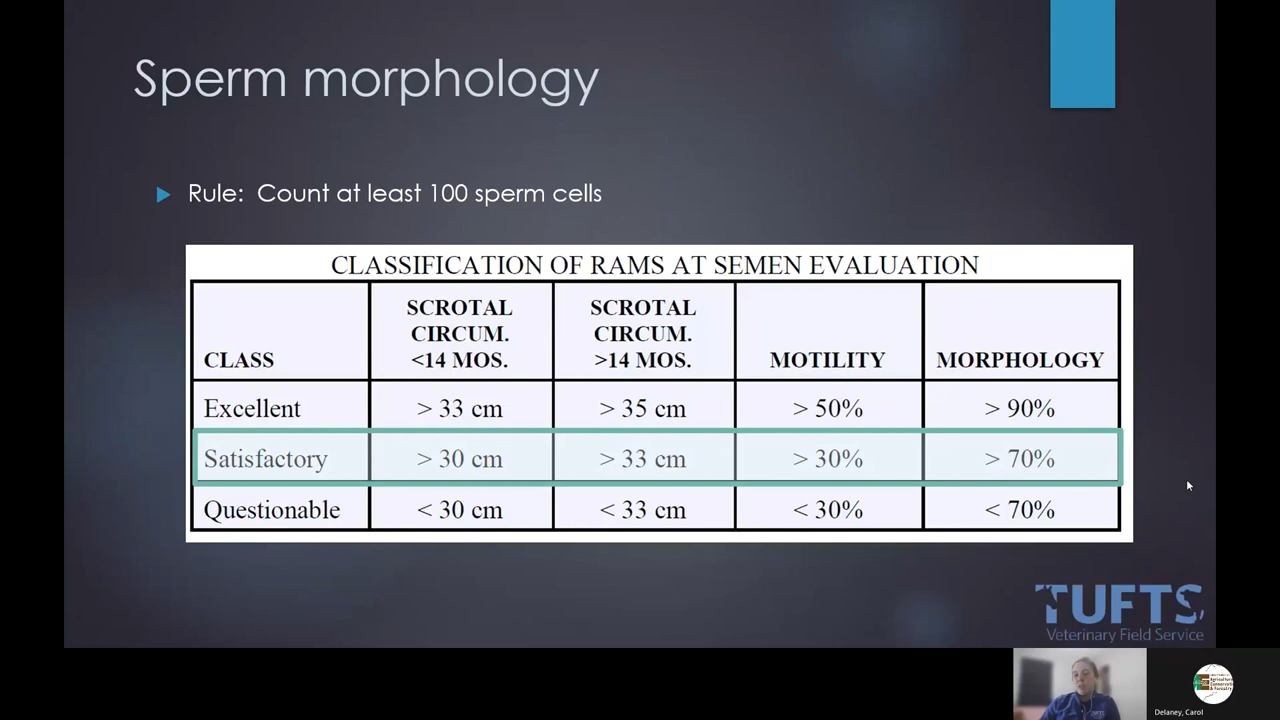 Sperm morphology
Rule: Count at least 100 sperm cells
CLASSIFICATION OF RAMS AT SEMEN EVALUATION
CLASS
SCROTAL CIRCUM. <14 MOS.
SCROTAL CIRCUM. >14 MOS.
MOTILITY
MORPHOLOGY
Excellent > 33 cm > 35 cm > 50% > 90%
Satisfactory > 30 cm > 33 cm > 30% > 70%
Questionable < 30 cm < 33 cm < 30% < 70%
TUFTS
Veterinary Field Service
Delaney, Carol